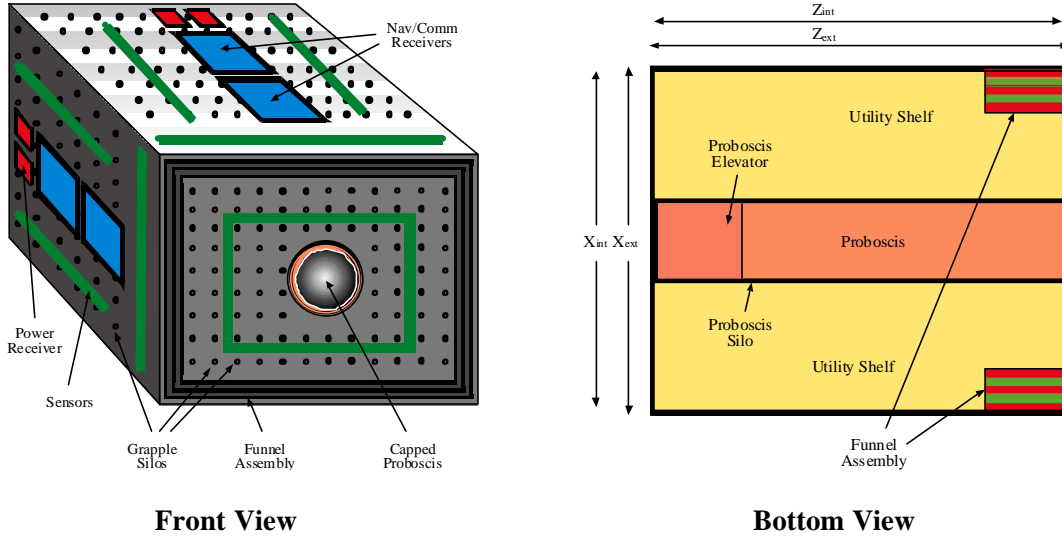 Nav/Comm
Receivers
Power
Receiver
Sensors
Grapple
Silos
Funnel
Assembly
Capped
Proboscis
Front View
Zint
Zext
Utility Shelf
Proboscis
Elevator
Xint Xext
Proboscis
Proboscis
Silo
Utility Shelf
Funnel
Assembly
Bottom View